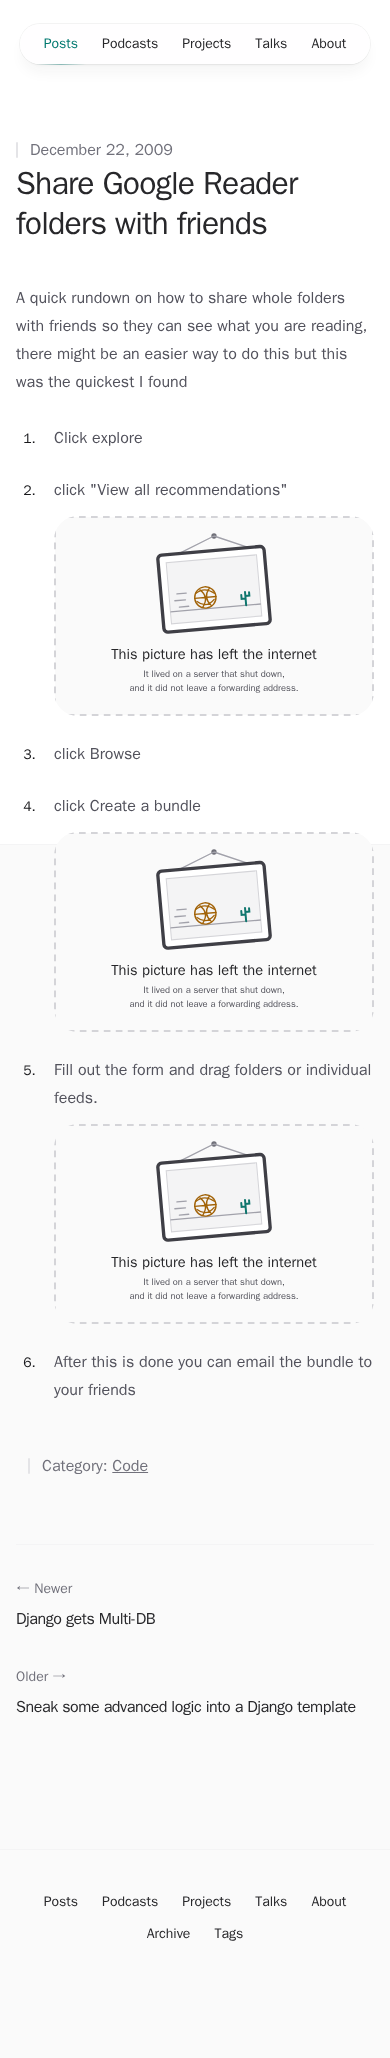 Posts Podcasts Projects Talks About
December 22, 2009
Share Google Reader
folders with friends
A quick rundown on how to share whole folders
with friends so they can see what you are reading,
there might be an easier way to do this but this
was the quickest I found
1. Click explore
2. click "View all recommendations"
This picture has left the internet
It lived on a server that shut down,
and it did not leave a forwarding address.
3. click Browse
4. click Create a bundle
This picture has left the internet
It lived on a server that shut down,
and it did not leave a forwarding address.
5. Fill out the form and drag folders or individual
feeds.
This picture has left the internet
It lived on a server that shut down,
and it did not leave a forwarding address.
6. After this is done you can email the bundle to
your friends
Category: Code
← Newer
Django gets Multi-DB
Older →
Sneak some advanced logic into a Django template
Posts Podcasts Projects Talks About
Archive Tags